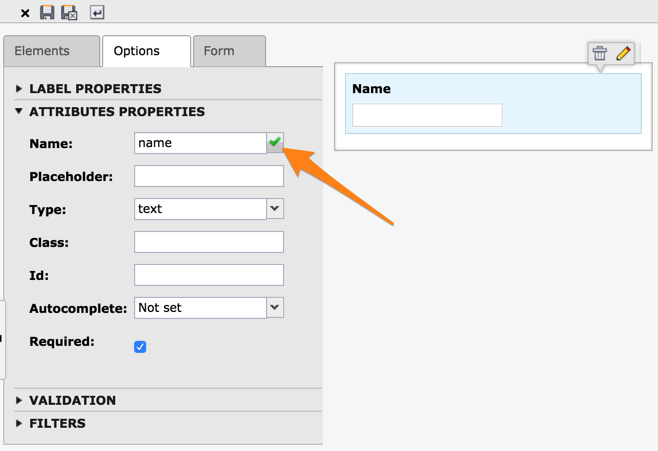 Elements
Options
Form
LABEL PROPERTIES
ATTRIBUTES PROPERTIES
Name:
name
Placeholder:
Type:
text
Class:
Id:
Autocomplete:
Not set
Required:
VALIDATION
FILTERS
Name